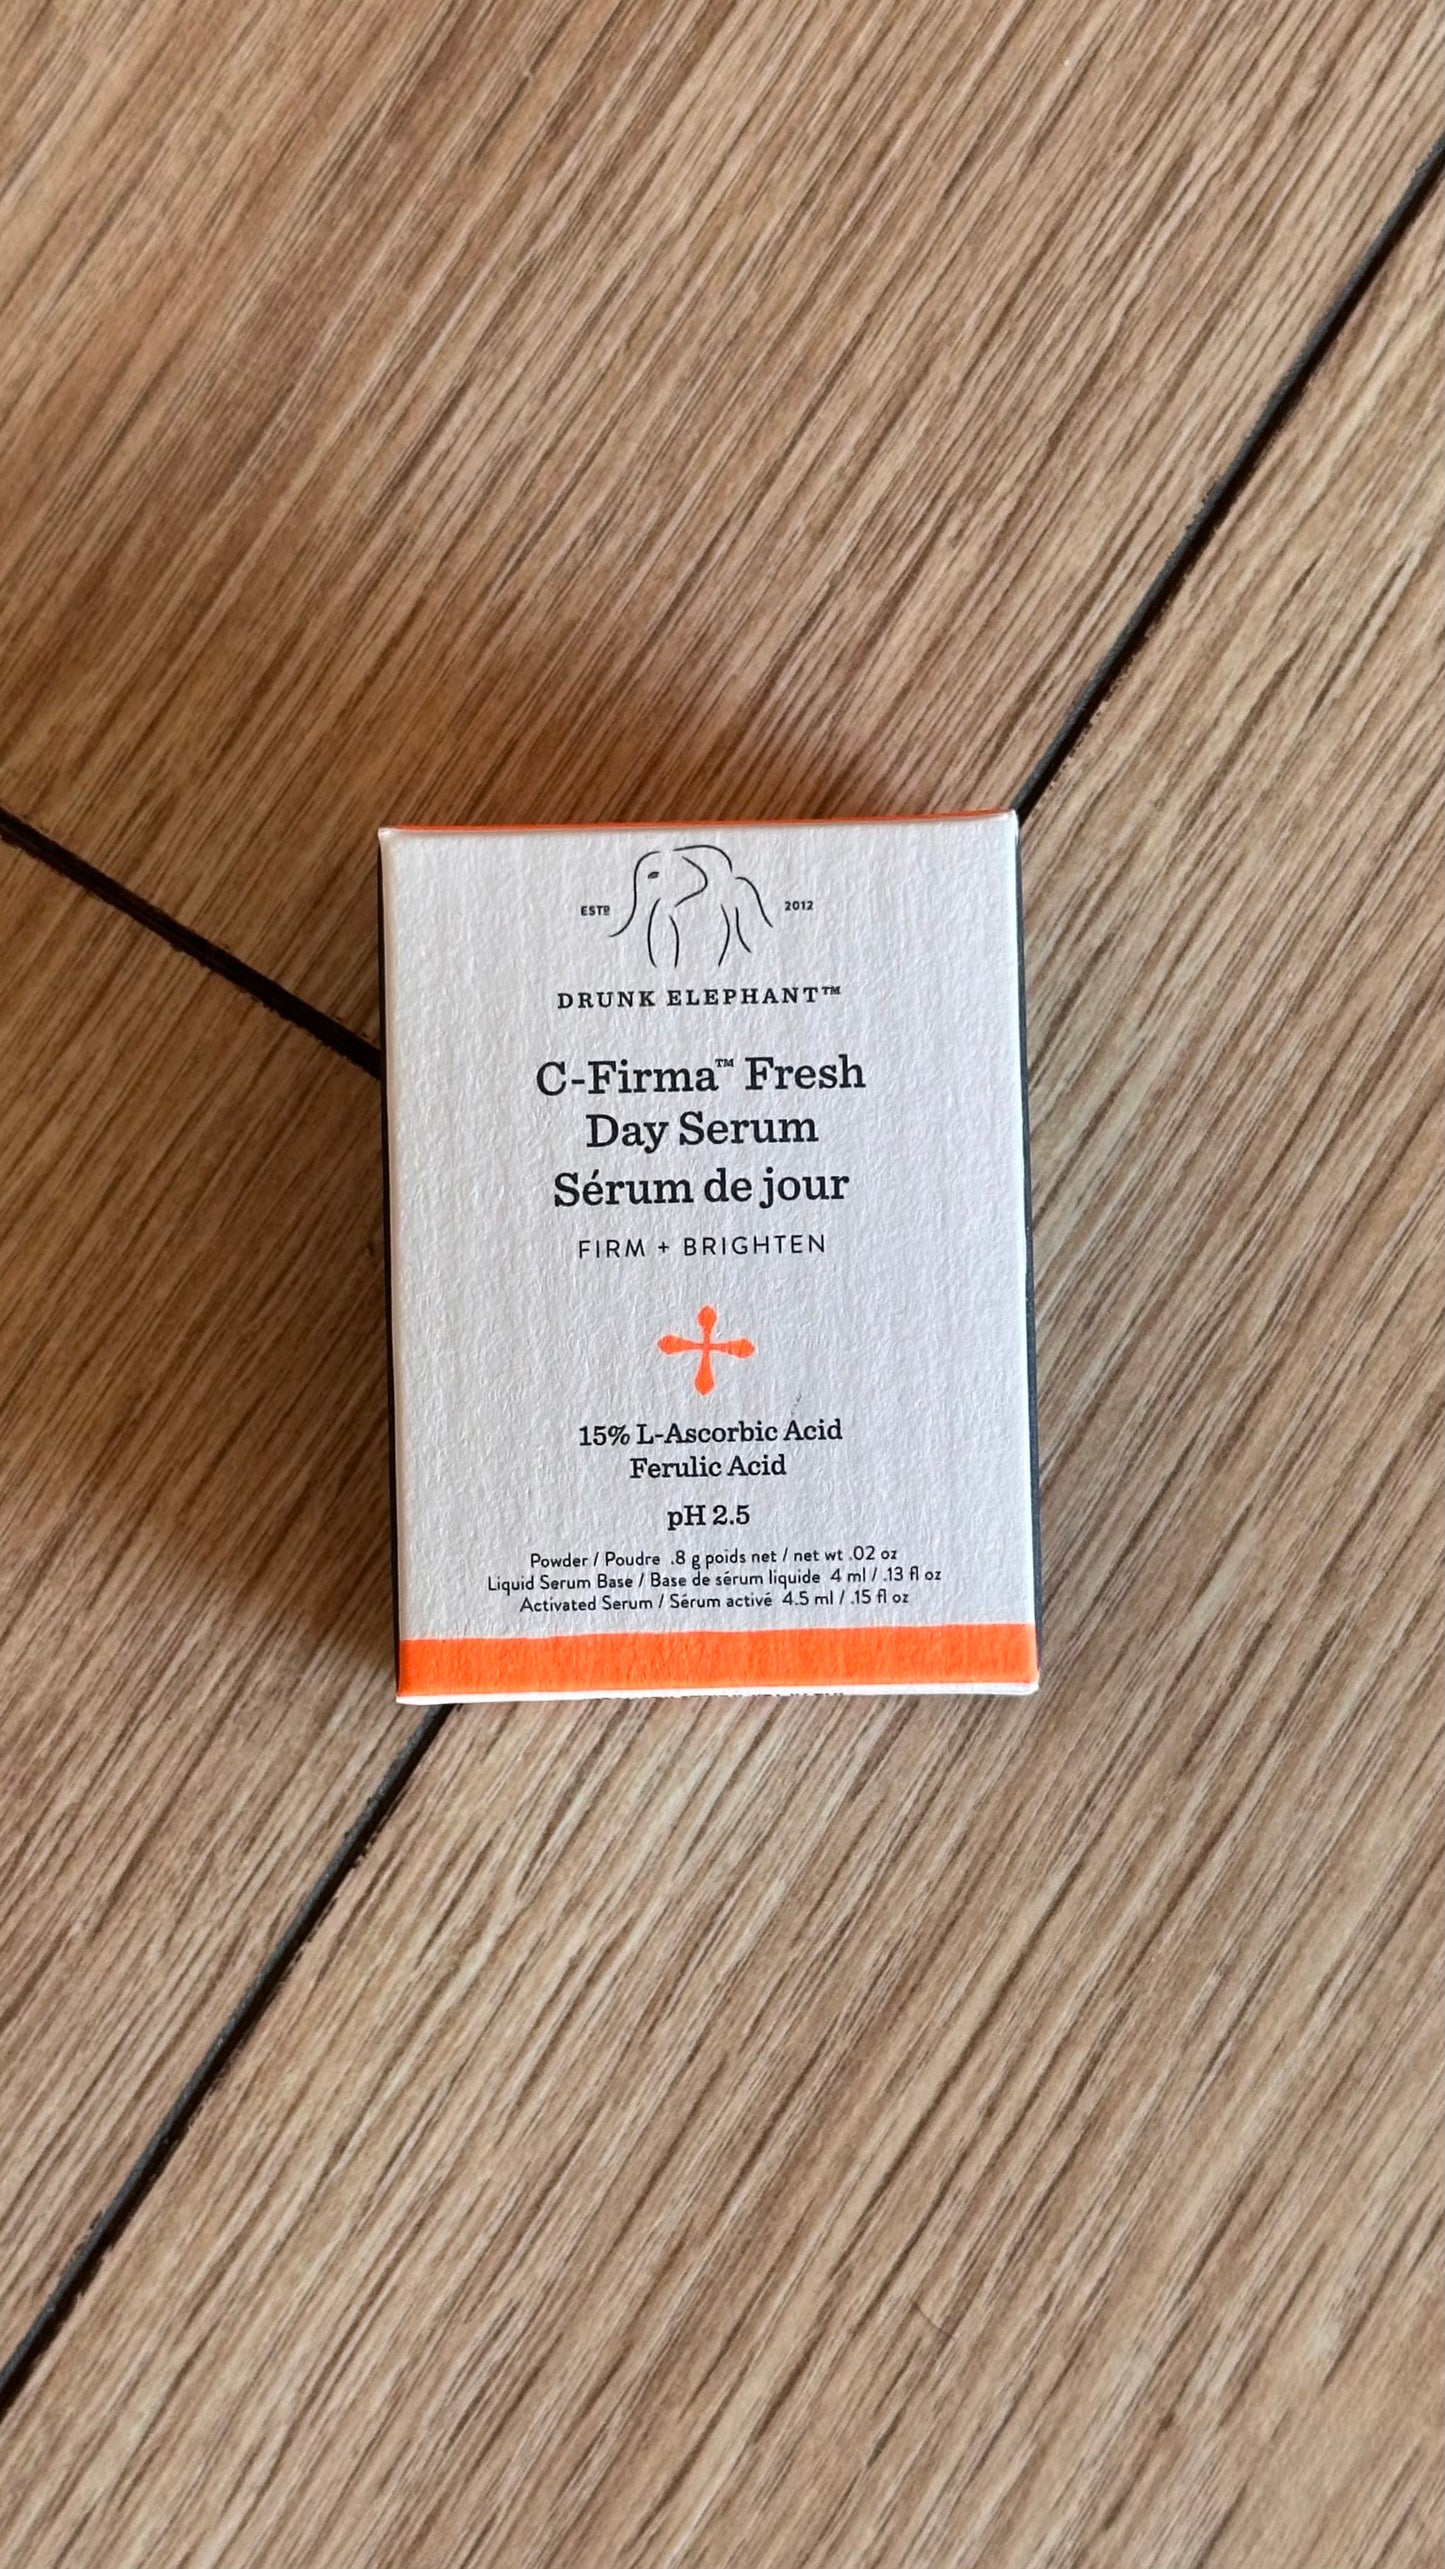 ESTD 2012
DRUNK ELEPHANT™
C-Firma™ Fresh
Day Serum
Sérum de jour
FIRM + BRIGHTEN
15% L-Ascorbic Acid
Ferulic Acid
pH 2.5
Powder / Poudre .8 g poids net / net wt .02 oz
Liquid Serum Base / Base de sérum liquide 4 ml / .13 fl oz
Activated Serum / Sérum activé 4.5 ml / .15 fl oz